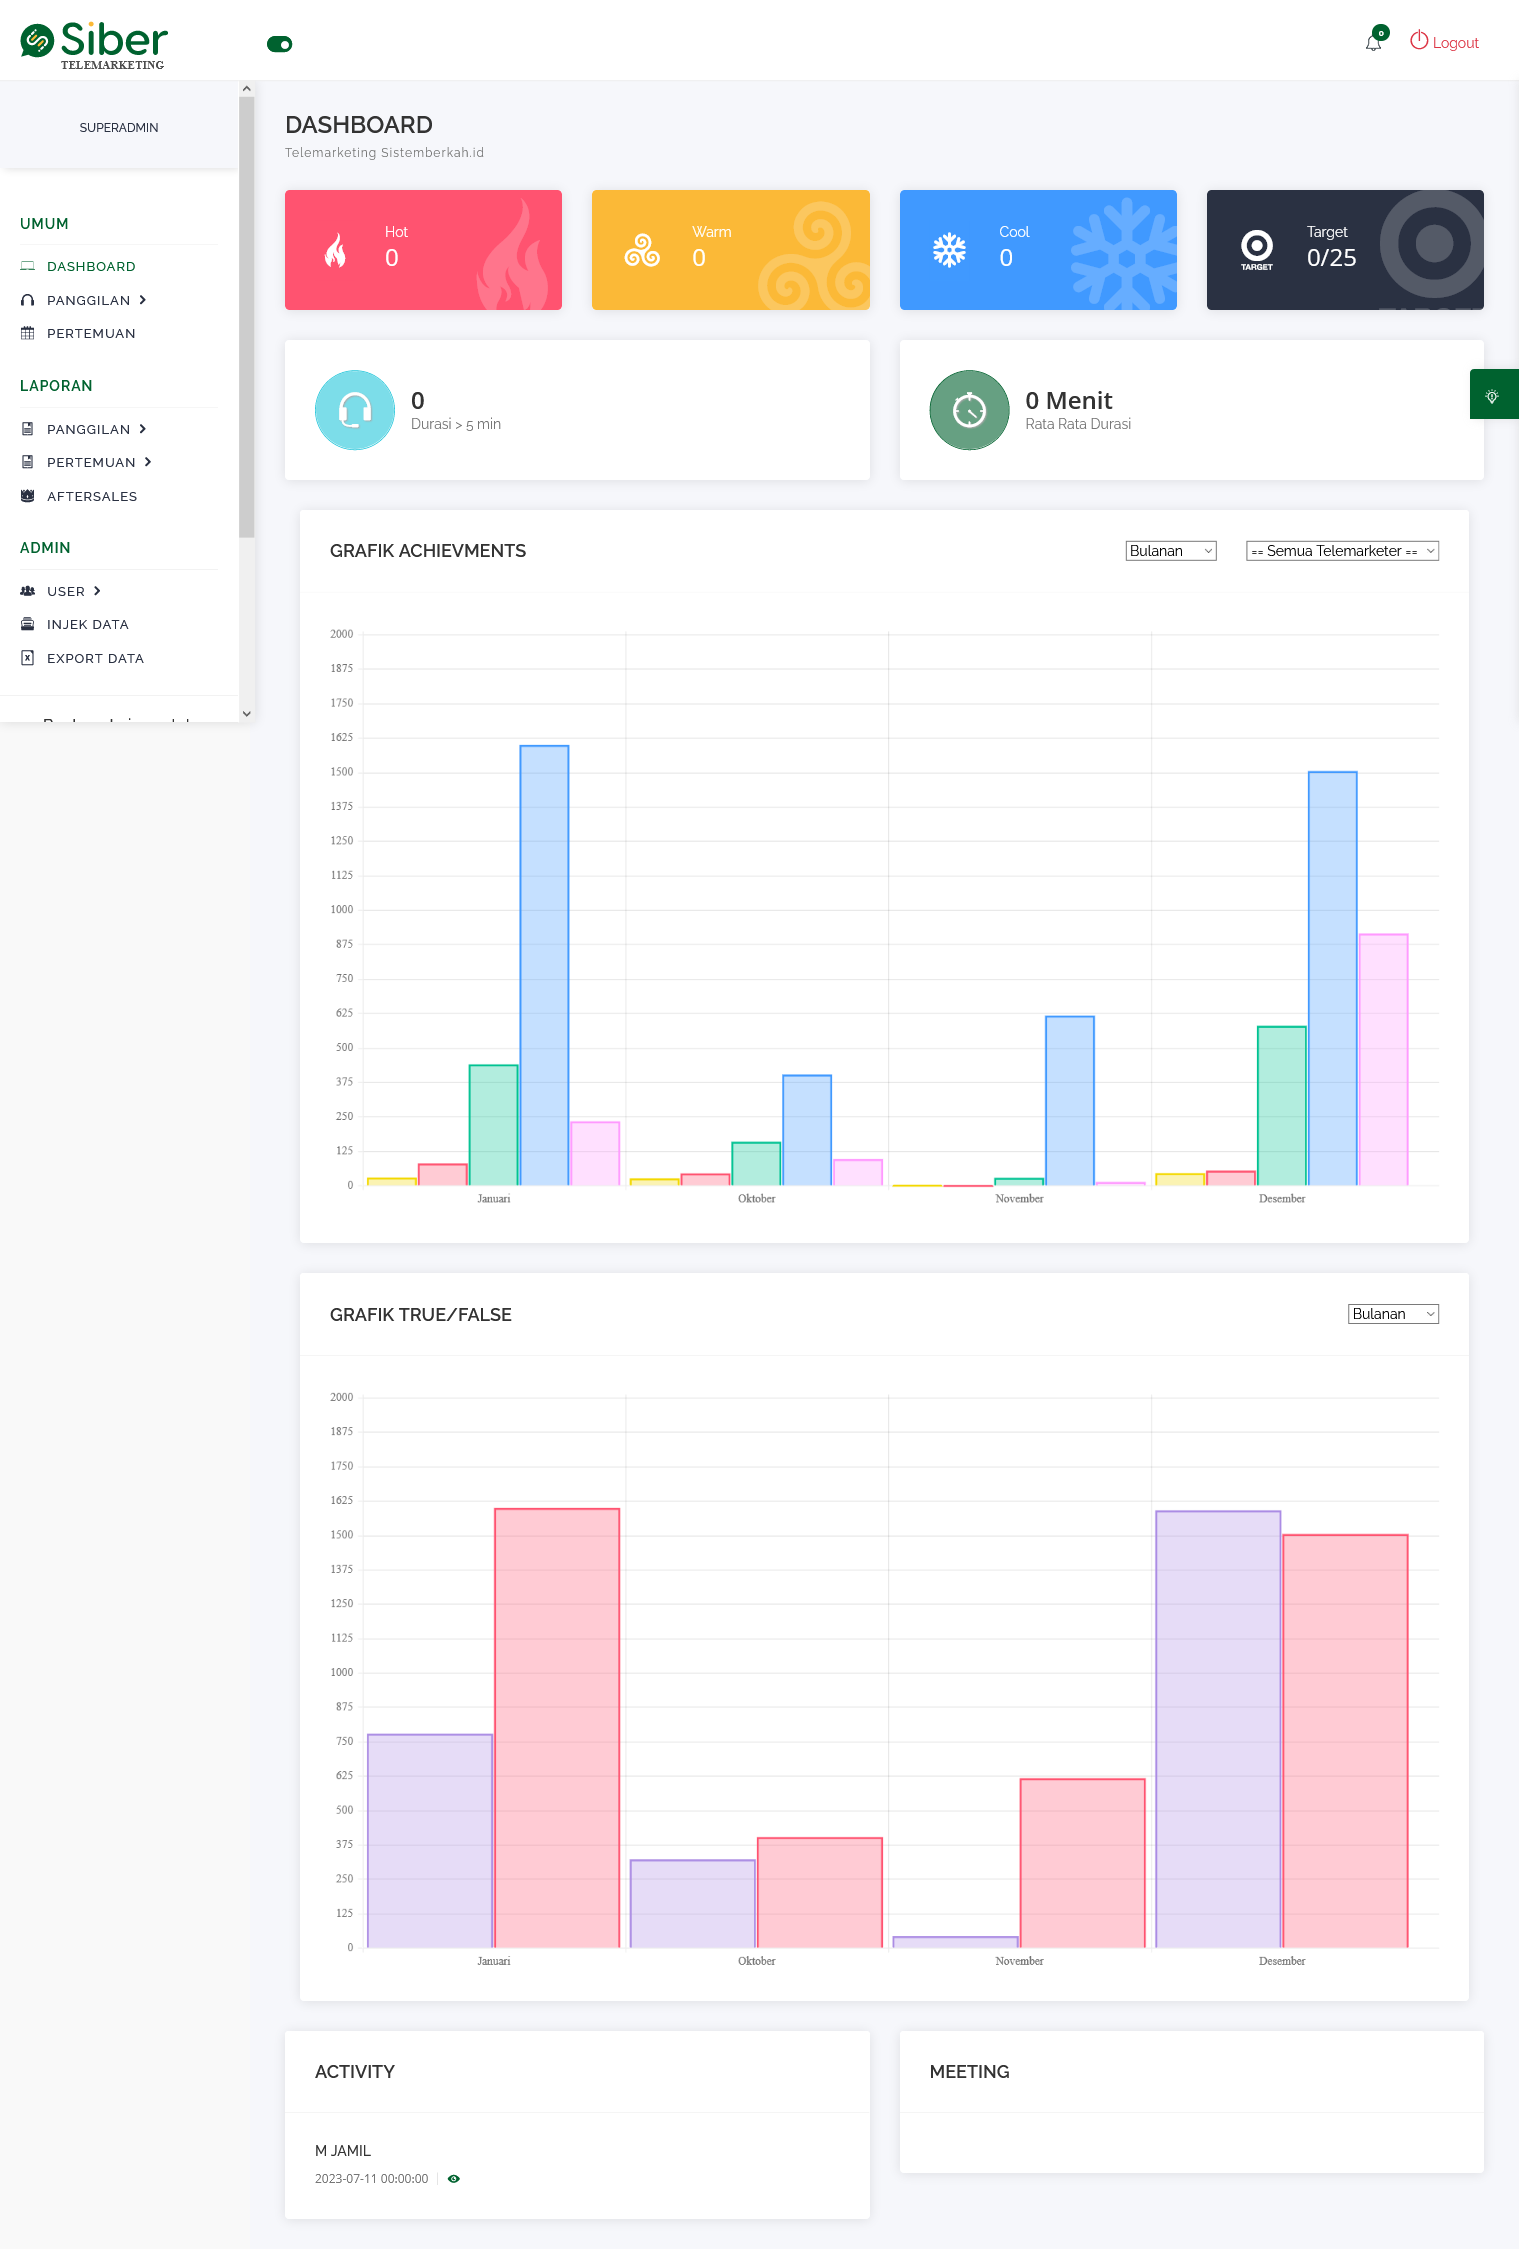 Siber
TELEMARKETING
0
Logout
SUPERADMIN
UMUM
DASHBOARD
PANGGILAN
PERTEMUAN
LAPORAN
PANGGILAN
PERTEMUAN
AFTERSALES
ADMIN
USER
INJEK DATA
EXPORT DATA
DASHBOARD
Telemarketing Sistemberkah.id
Hot
0
Warm
0
Cool
0
TARGET
Target
0/25
0
Durasi > 5 min
0 Menit
Rata Rata Durasi
GRAFIK ACHIEVMENTS
Bulanan
== Semua Telemarketer ==
2000
1875
1750
1625
1500
1375
1250
1125
1000
875
750
625
500
375
250
125
0
Januari
Oktober
November
Desember
GRAFIK TRUE/FALSE
Bulanan
2000
1875
1750
1625
1500
1375
1250
1125
1000
875
750
625
500
375
250
125
0
Januari
Oktober
November
Desember
ACTIVITY
M JAMIL
2023-07-11 00:00:00
MEETING